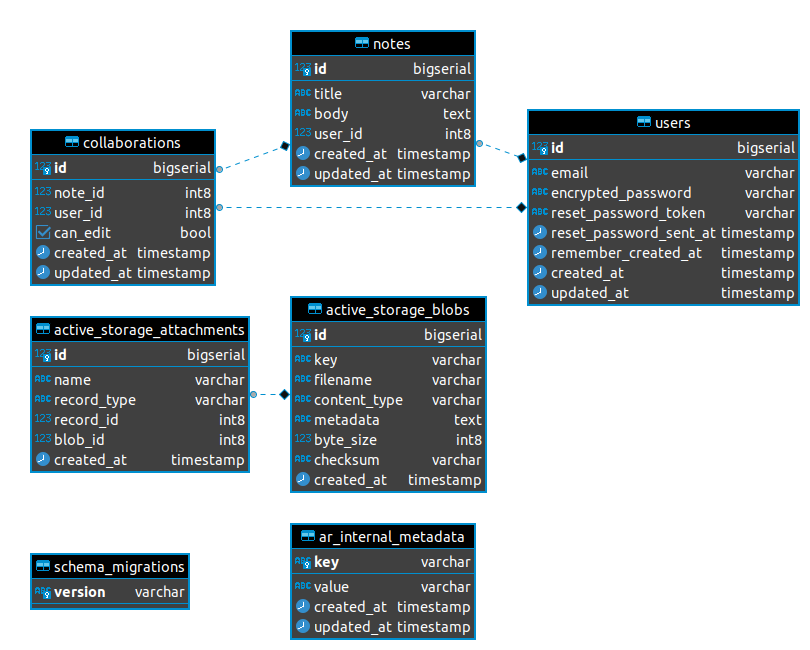 notes
id bigserial
title varchar
body text
user_id int8
created_at timestamp
updated_at timestamp
users
id bigserial
email varchar
encrypted_password varchar
reset_password_token varchar
reset_password_sent_at timestamp
remember_created_at timestamp
created_at timestamp
updated_at timestamp
collaborations
id bigserial
note_id int8
user_id int8
can_edit bool
created_at timestamp
updated_at timestamp
active_storage_attachments
id bigserial
name varchar
record_type varchar
record_id int8
blob_id int8
created_at timestamp
active_storage_blobs
id bigserial
key varchar
filename varchar
content_type varchar
metadata text
byte_size int8
checksum varchar
created_at timestamp
schema_migrations
version varchar
ar_internal_metadata
key varchar
value varchar
created_at timestamp
updated_at timestamp